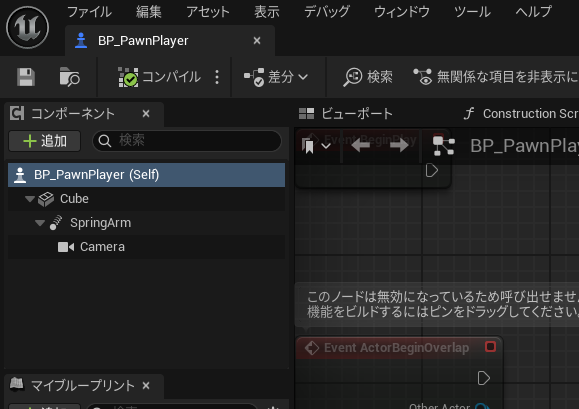 ファイル 編集 アセット 表示 デバッグ ウィンドウ ツール ヘルプ
BP_PawnPlayer ×
コンパイル 差分 検索 無関係な項目を非表示に
コンポーネント × ビューポート Construction Scr
追加 検索 Event BeginPlay BP_PawnPlay
BP_PawnPlayer (Self)
Cube
SpringArm
Camera
このノードは無効になっているため呼び出せませ
機能をビルドするにはピンをドラッグしてください。
Event ActorBeginOverlap
マイブループリント ×
Other Actor